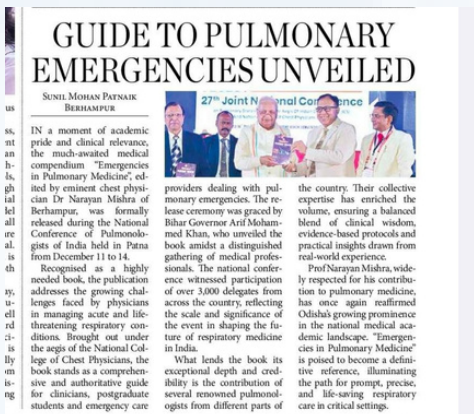 GUIDE TO PULMONARY
EMERGENCIES UNVEILED
SUNIL MOHAN PATNAIK
BERHAMPUR
IN a moment of academic
pride and clinical relevance,
the much-awaited medical
compendium "Emergencies
in Pulmonary Medicine", ed-
ited by eminent chest physi-
cian Dr Narayan Mishra of
Berhampur, was formally
released during the National
Conference of Pulmonolo-
gists of India held in Patna
from December 11 to 14.
Recognised as a highly
needed book, the publication
addresses the growing chal-
lenges faced by physicians
in managing acute and life-
threatening respiratory con-
ditions. Brought out under
the aegis of the National Col-
lege of Chest Physicians, the
book stands as a comprehen-
sive and authoritative guide
for clinicians, postgraduate
students and emergency care
27th Joint National Conference
providers dealing with pul-
monary emergencies. The re-
lease ceremony was graced by
Bihar Governor Arif Moham-
med Khan, who unveiled the
book amidst a distinguished
gathering of medical profes-
sionals. The national confer-
ence witnessed participation
of over 3,000 delegates from
across the country, reflecting
the scale and significance of
the event in shaping the fu-
ture of respiratory medicine
in India.
What lends the book its
exceptional depth and cred-
ibility is the contribution of
several renowned pulmonol-
ogists from different parts of
the country. Their collective
expertise has enriched the
volume, ensuring a balanced
blend of clinical wisdom,
evidence-based protocols and
practical insights drawn from
real-world experience.
Prof Narayan Mishra, wide-
ly respected for his contribu-
tion to pulmonary medicine,
has once again reaffirmed
Odisha's growing prominence
in the national medical aca-
demic landscape. "Emergen-
cies in Pulmonary Medicine"
is poised to become a defini-
tive reference, illuminating
the path for prompt, precise,
and life-saving respiratory
care in critical settings.